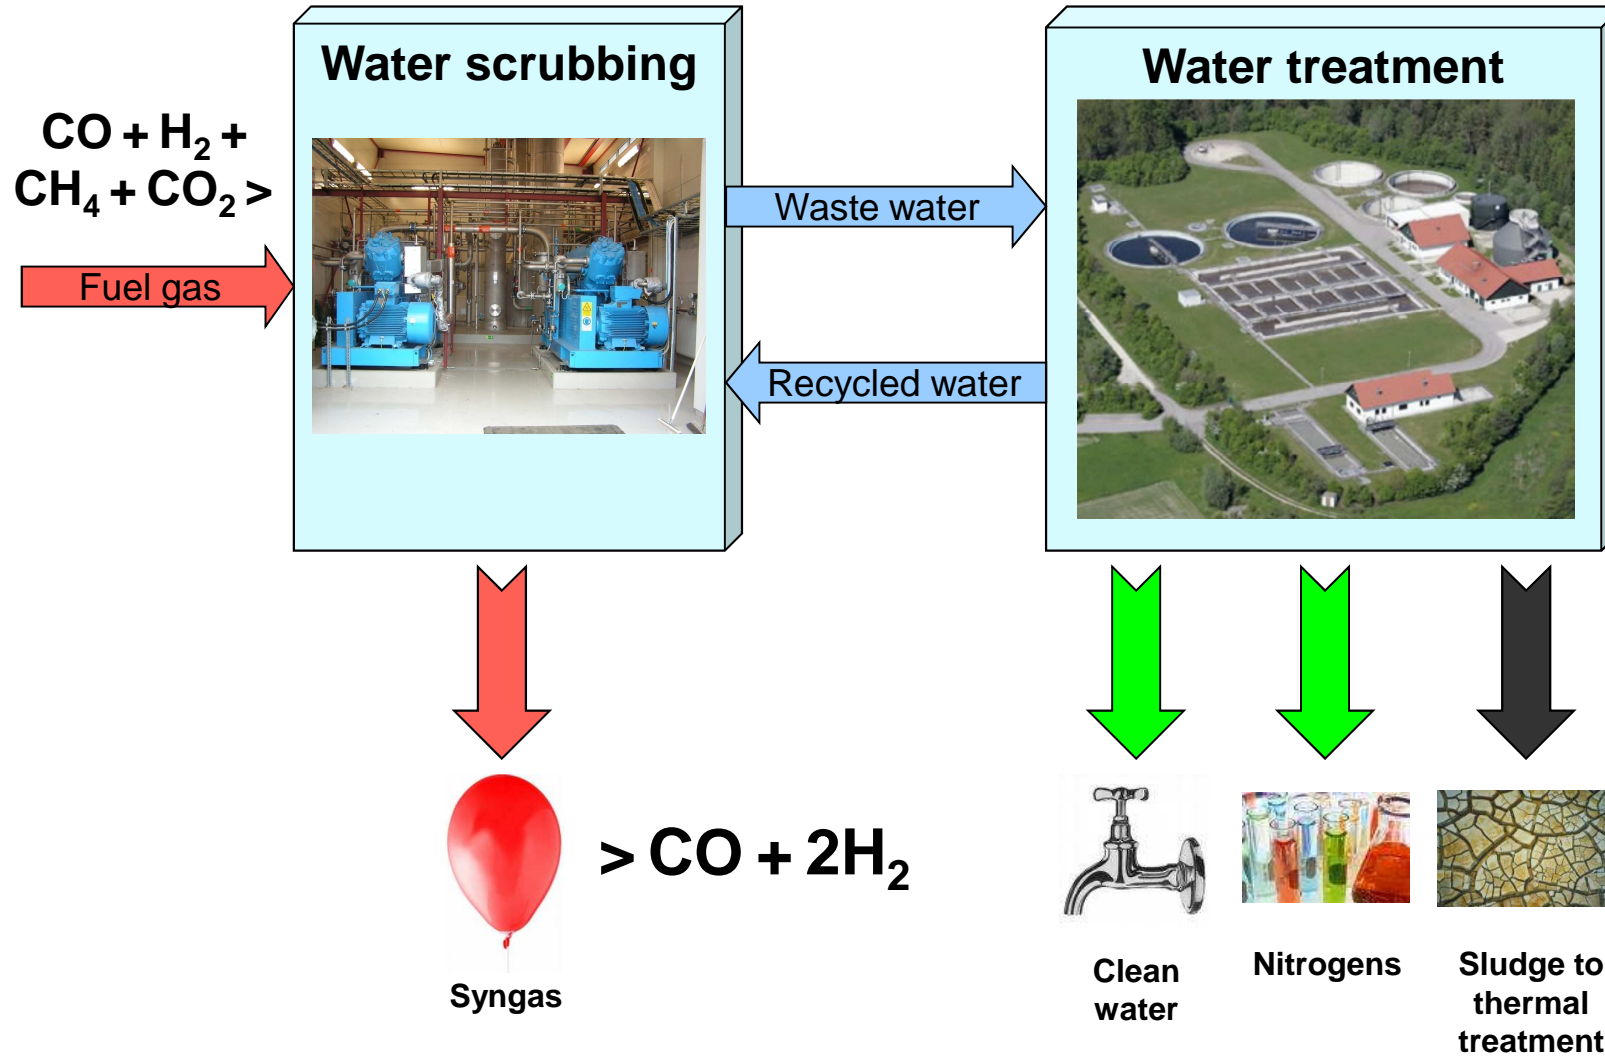 Water scrubbing
Water treatment
CO + H₂ +
CH₄ + CO₂ >
Fuel gas
Waste water
Recycled water
> CO + 2H₂
Syngas
Clean
water
Nitrogens
Sludge to
thermal
treatment